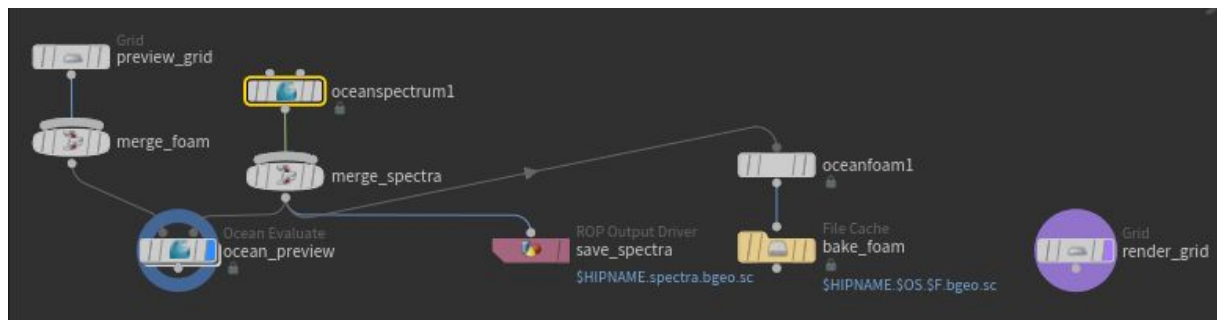 Grid
preview_grid
oceanspectrum1
merge_foam
merge_spectra
oceanfoam1
Ocean Evaluate
ocean_preview
ROP Output Driver
save_spectra
$HIPNAME.spectra.bgeo.sc
File Cache
bake_foam
$HIPNAME.$OS.$F.bgeo.sc
Grid
render_grid